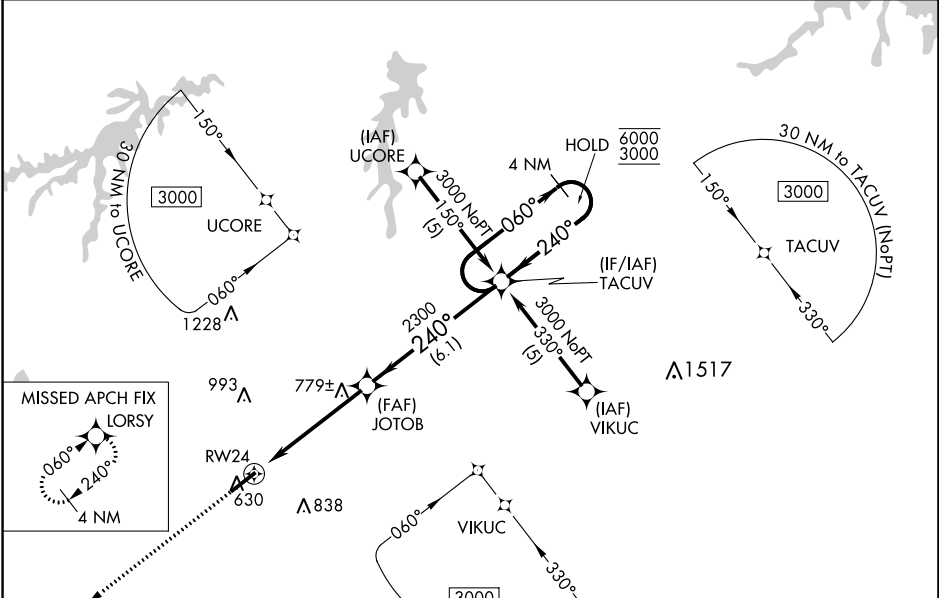 (IAF)
UCORE
3000 NoPT
150°
(5)
4 NM
HOLD
6000
3000
060°
240°
(IF/IAF)
TACUV
3000 NoPT
330°
(5)
(IAF)
VIKUC
2300
240°
(6.1)
(FAF)
JOTOB
RW24
630
838
779±
993
1228
1517
30 NM to UCORE
150°
3000
UCORE
060°
30 NM to TACUV (NoPT)
150°
3000
TACUV
330°
MISSED APCH FIX
LORSY
060°
240°
4 NM
060°
VIKUC
330°
3000